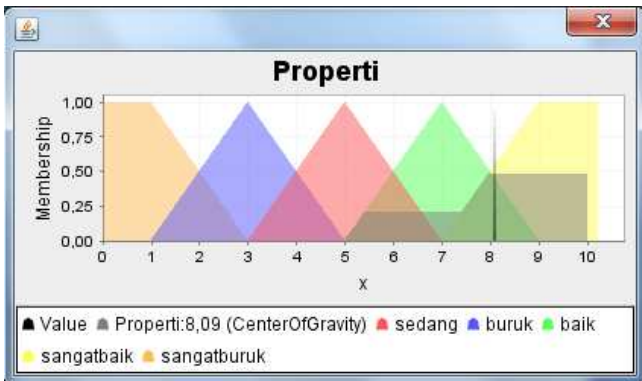 Properti
1,00
0,75
0,50
0,25
0,00
Membership
0 1 2 3 4 5 6 7 8 9 10
x
Value Properti:8,09 (CenterOfGravity) sedang buruk baik
sangatbaik sangatburuk